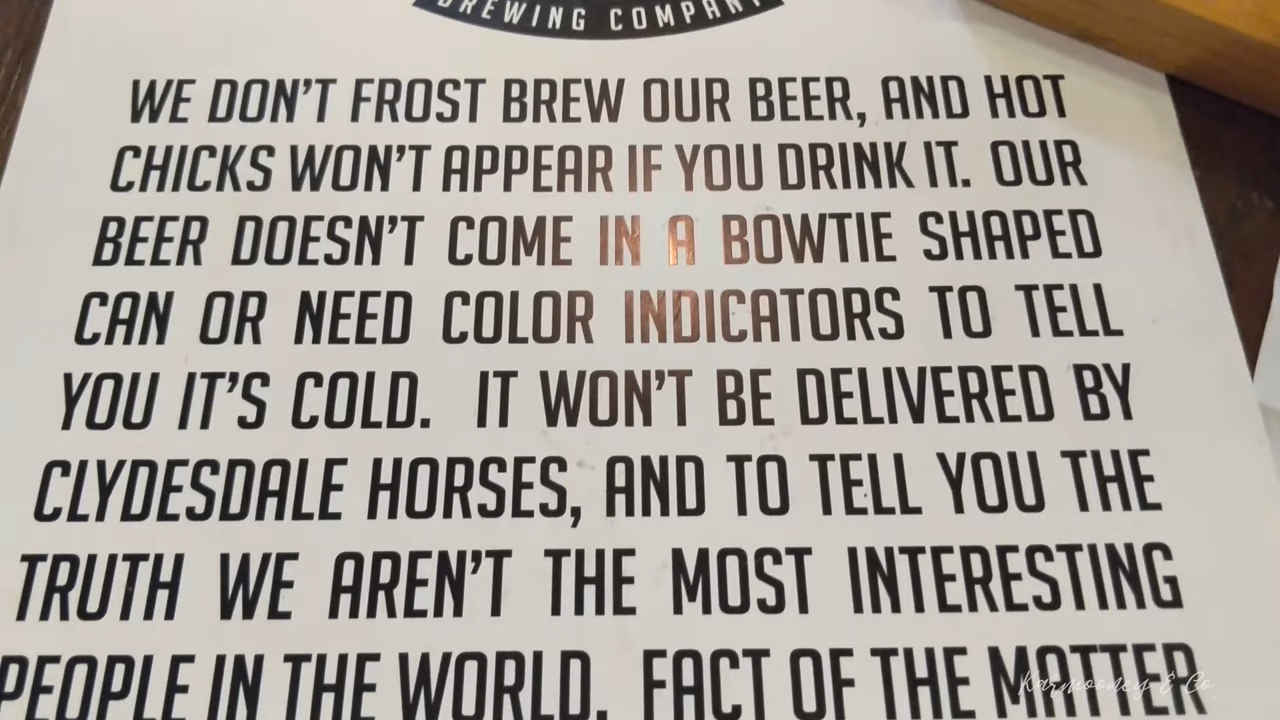 BREWING COMPANY
WE DON'T FROST BREW OUR BEER, AND HOT
CHICKS WON'T APPEAR IF YOU DRINK IT. OUR
BEER DOESN'T COME IN A BOWTIE SHAPED
CAN OR NEED COLOR INDICATORS TO TELL
YOU IT'S COLD. IT WON'T BE DELIVERED BY
CLYDESDALE HORSES, AND TO TELL YOU THE
TRUTH WE AREN'T THE MOST INTERESTING
PEOPLE IN THE WORLD. FACT OF THE MATTER
Karmooney & Co.